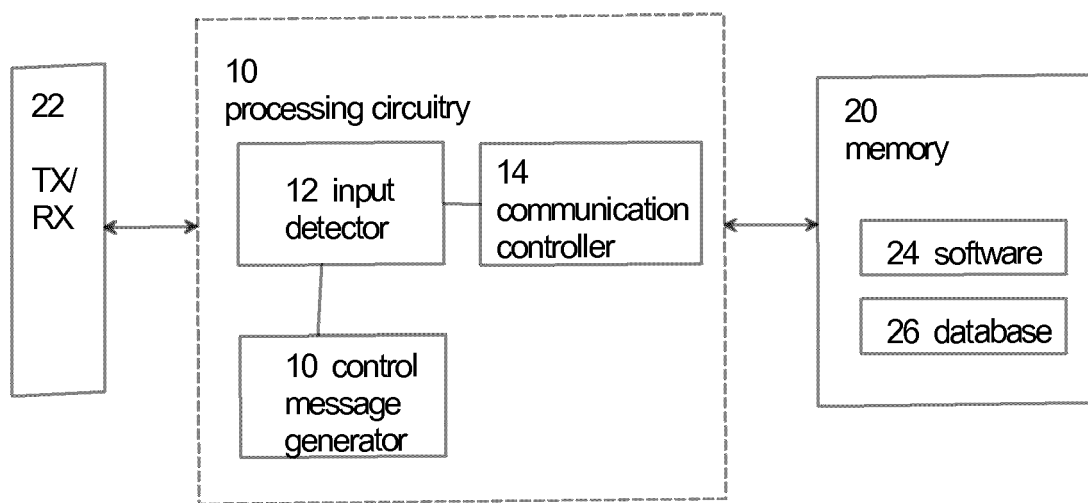 22
TX/
RX
10
processing circuitry
12 input
detector
14
communication
controller
10 control
message
generator
20
memory
24 software
26 database